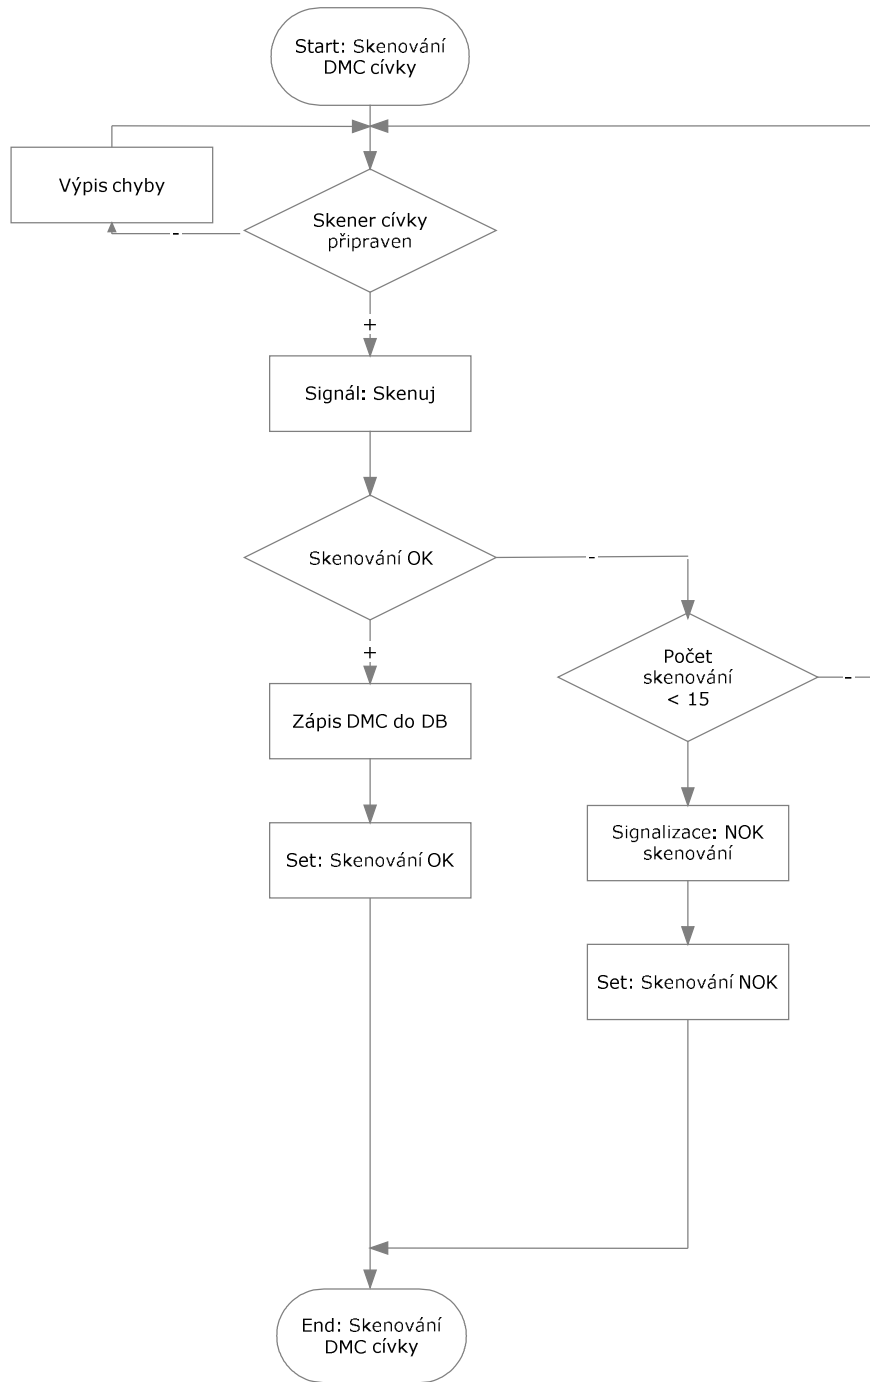 Start: Skenování
DMC cívky
Výpis chyby
Skener cívky
připraven
-
+
Signál: Skenuj
Skenování OK
-
+
Počet
skenování
< 15
-
Zápis DMC do DB
Signalizace: NOK
skenování
Set: Skenování OK
Set: Skenování NOK
End: Skenování
DMC cívky